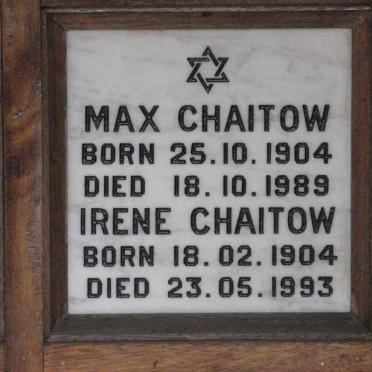 MAX CHAITOW
BORN 25.10.1904
DIED 18.10.1989
IRENE CHAITOW
BORN 18.02.1904
DIED 23.05.1993